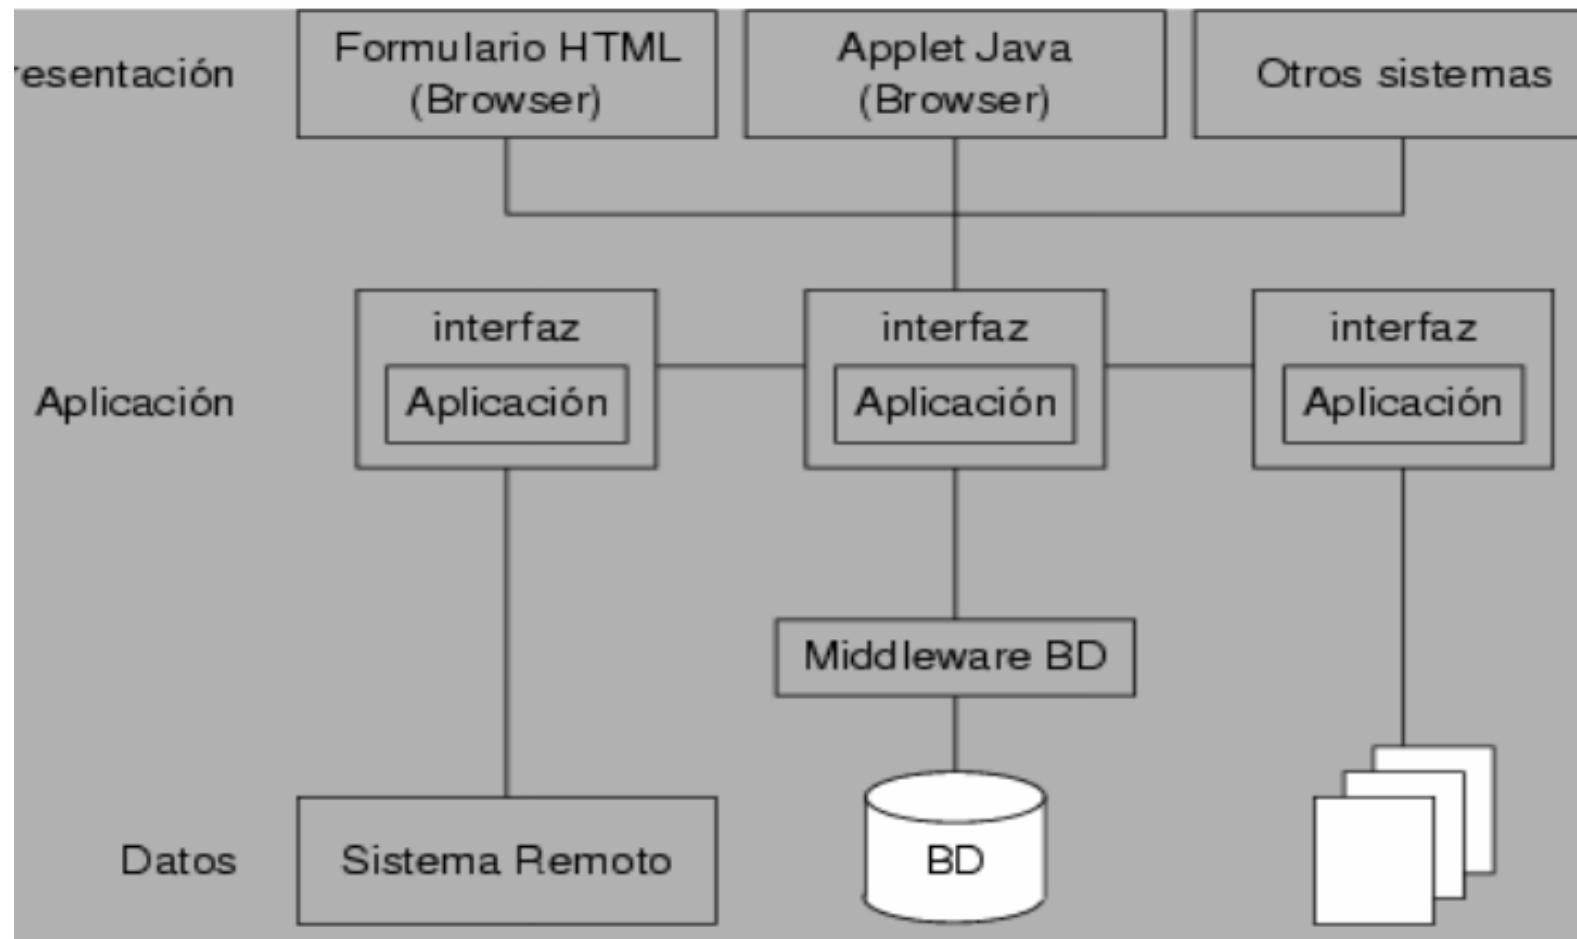 resentación
Formulario HTML
(Browser)
Applet Java
(Browser)
Otros sistemas
Aplicación
interfaz
Aplicación
interfaz
Aplicación
interfaz
Aplicación
Middleware BD
Datos
Sistema Remoto
BD